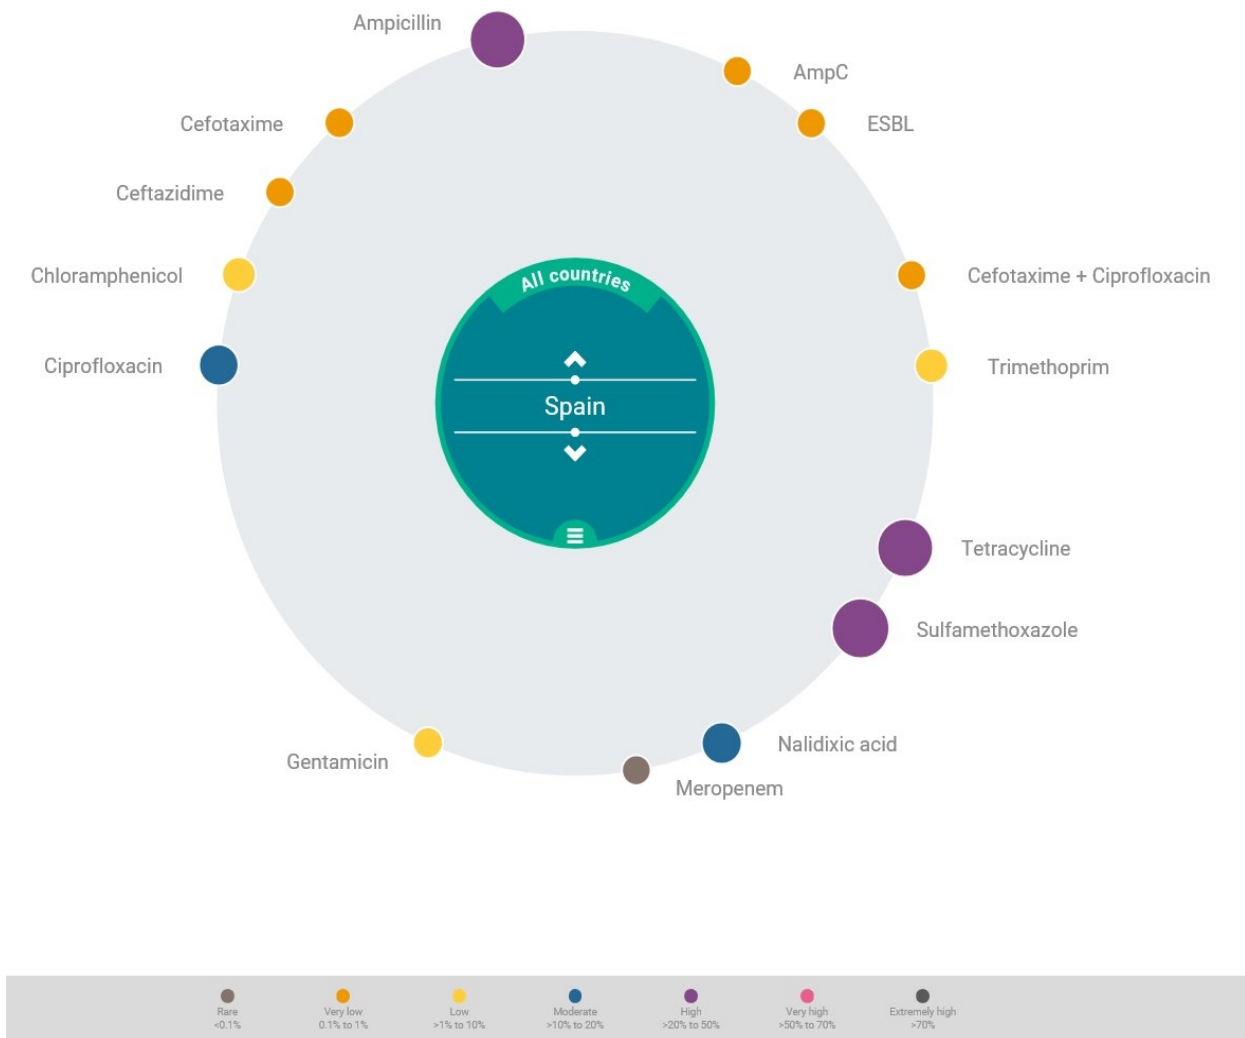 Ampicillin
AmpC
Cefotaxime
ESBL
Ceftazidime
Chloramphenicol
Cefotaxime + Ciprofloxacin
All countries
Ciprofloxacin
Trimethoprim
Spain
Tetracycline
Sulfamethoxazole
Nalidixic acid
Gentamicin
Meropenem
Rare
<0.1%
Very low
0.1% to 1%
Low
>1% to 10%
Moderate
>10% to 20%
High
>20% to 50%
Very high
>50% to 70%
Extremely high
>70%